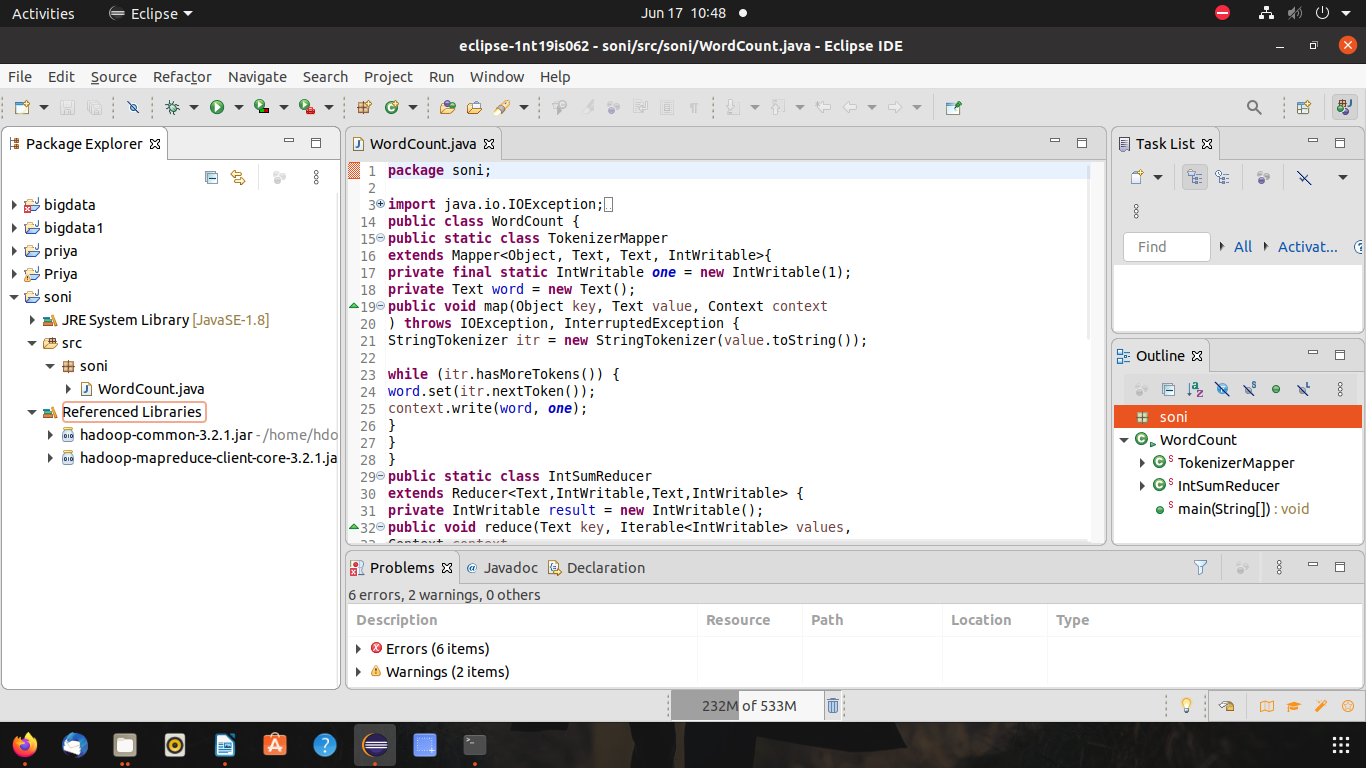 Activities
Eclipse
Jun 17 10:48
eclipse-1nt19is062 - soni/src/soni/WordCount.java - Eclipse IDE
File Edit Source Refactor Navigate Search Project Run Window Help
Package Explorer
bigdata
bigdata1
priya
Priya
soni
JRE System Library [JavaSE-1.8]
src
soni
WordCount.java
Referenced Libraries
hadoop-common-3.2.1.jar - /home/hdo
hadoop-mapreduce-client-core-3.2.1.ja
WordCount.java
1 package soni;
2
3 import java.io.IOException;
14 public class WordCount {
15 public static class TokenizerMapper
16 extends Mapper<Object, Text, Text, IntWritable>{
17 private final static IntWritable one = new IntWritable(1);
18 private Text word = new Text();
19 public void map(Object key, Text value, Context context
20 ) throws IOException, InterruptedException {
21 StringTokenizer itr = new StringTokenizer(value.toString());
22
23 while (itr.hasMoreTokens()) {
24 word.set(itr.nextToken());
25 context.write(word, one);
26 }
27 }
28 }
29 public static class IntSumReducer
30 extends Reducer<Text,IntWritable,Text,IntWritable> {
31 private IntWritable result = new IntWritable();
32 public void reduce(Text key, Iterable<IntWritable> values,
33 Context context
Task List
Find
All
Activat...
Outline
soni
WordCount
TokenizerMapper
IntSumReducer
main(String[]) : void
Problems
Javadoc
Declaration
6 errors, 2 warnings, 0 others
Description Resource Path Location Type
Errors (6 items)
Warnings (2 items)
232M of 533M